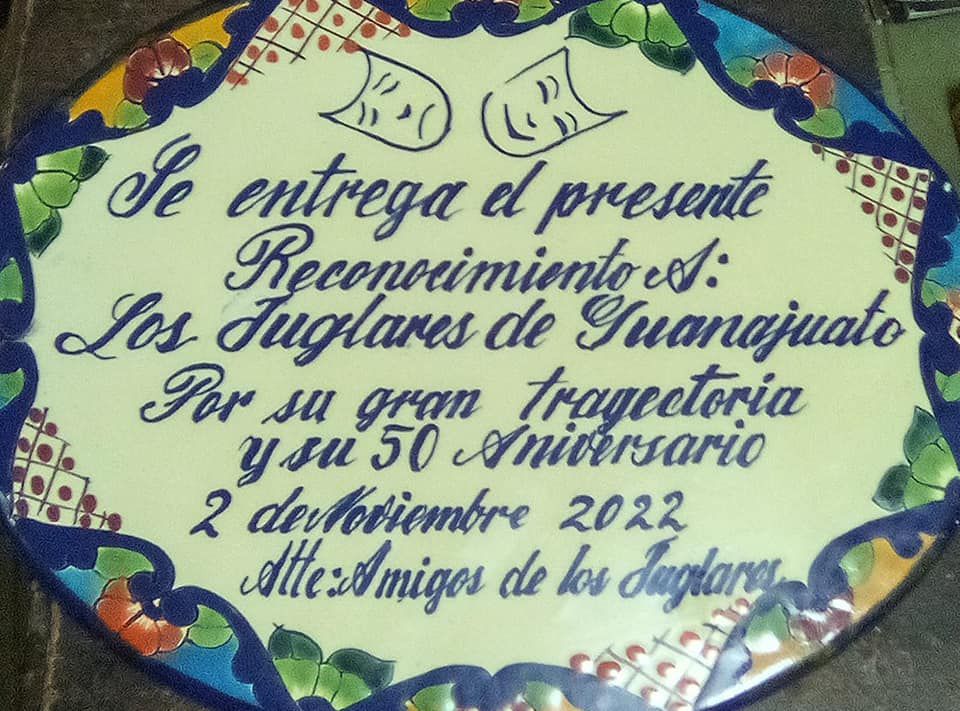 Se entrega el presente
Reconocimiento A:
Los Juglares de Guanajuato
Por su gran tragectoria
y su 50 Aniversario
2 de Noviembre 2022
Atte: Amigos de los Juglares